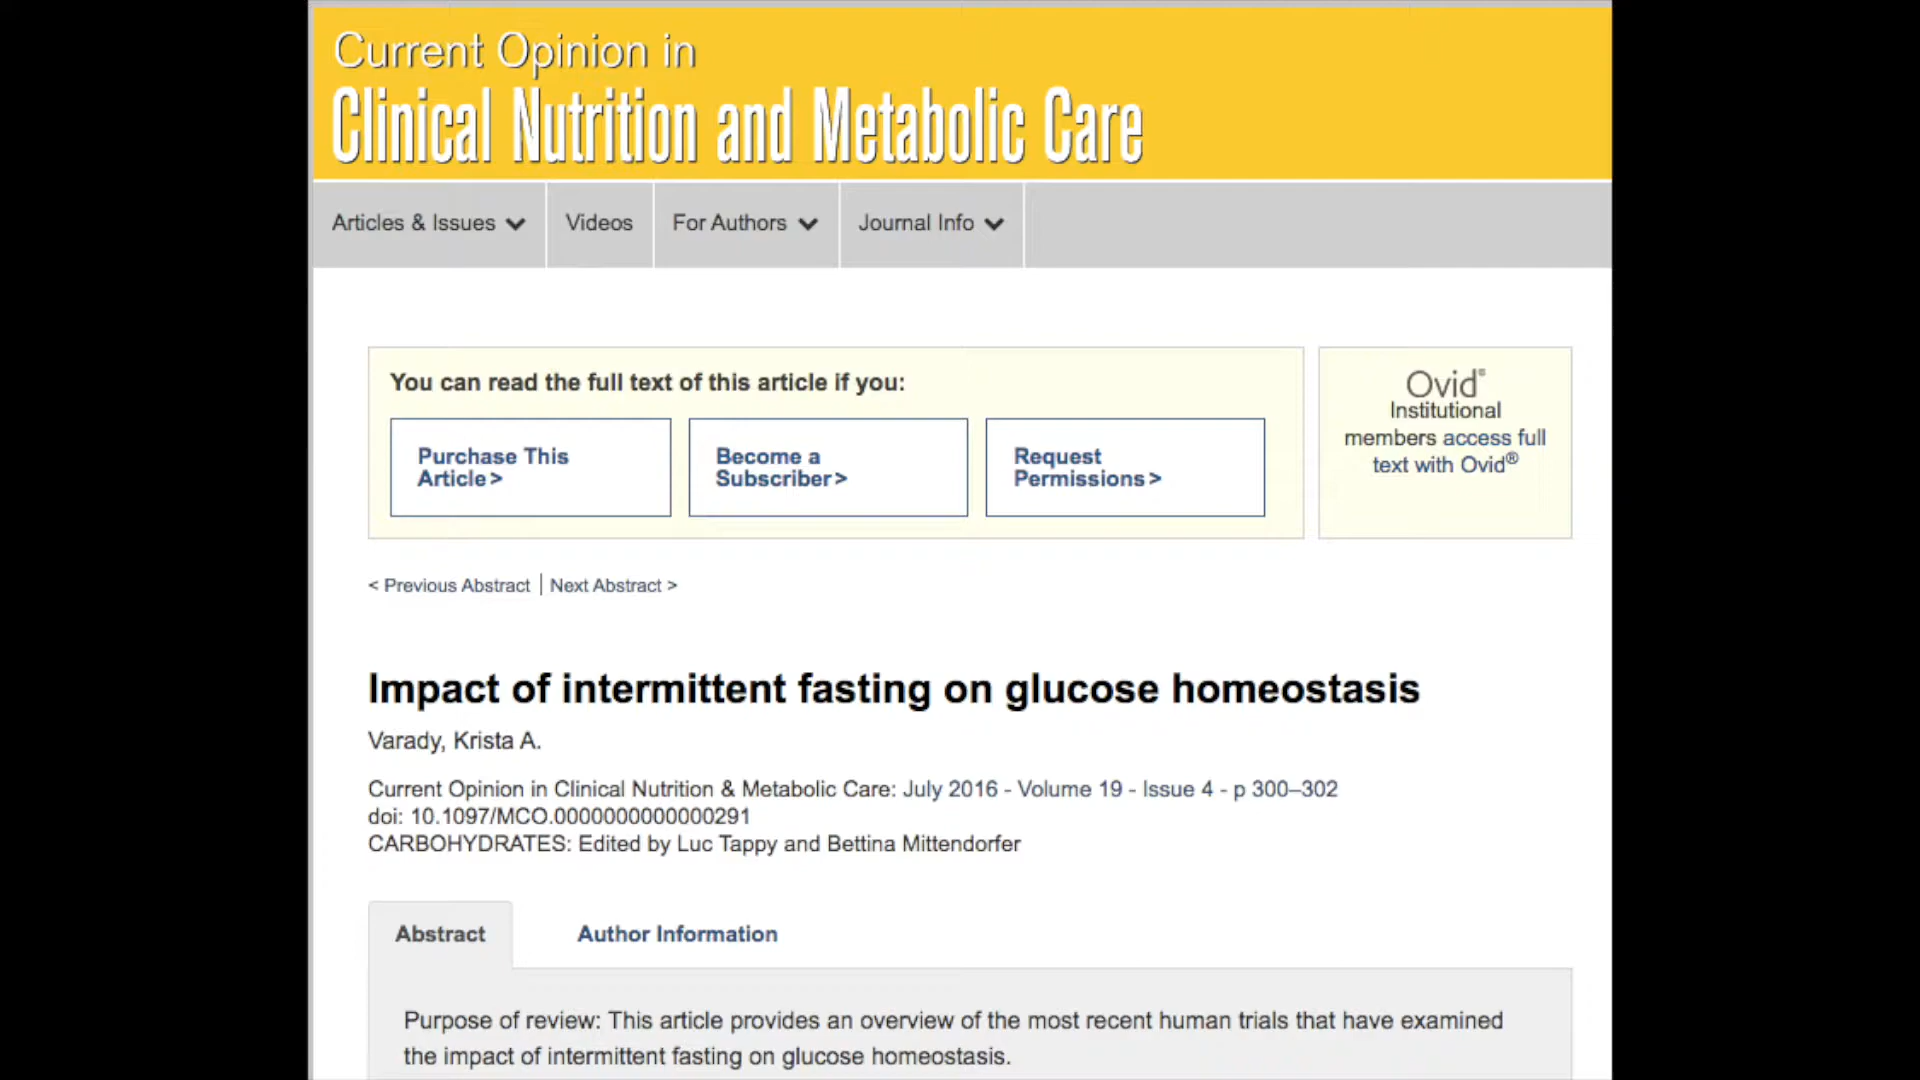 Current Opinion in
Clinical Nutrition and Metabolic Care
Articles & Issues
Videos
For Authors
Journal Info
You can read the full text of this article if you:
Purchase This
Article >
Become a
Subscriber >
Request
Permissions >
Ovid®
Institutional
members access full
text with Ovid®
< Previous Abstract | Next Abstract >
Impact of intermittent fasting on glucose homeostasis
Varady, Krista A.
Current Opinion in Clinical Nutrition & Metabolic Care: July 2016 - Volume 19 - Issue 4 - p 300–302
doi: 10.1097/MCO.0000000000000291
CARBOHYDRATES: Edited by Luc Tappy and Bettina Mittendorfer
Abstract
Author Information
Purpose of review: This article provides an overview of the most recent human trials that have examined
the impact of intermittent fasting on glucose homeostasis.